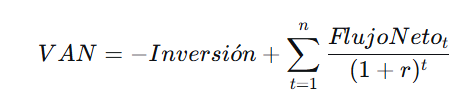 VAN = −Inversión + ∑_{t=1}^{n} FlujoNeto_t / (1 + r)^t